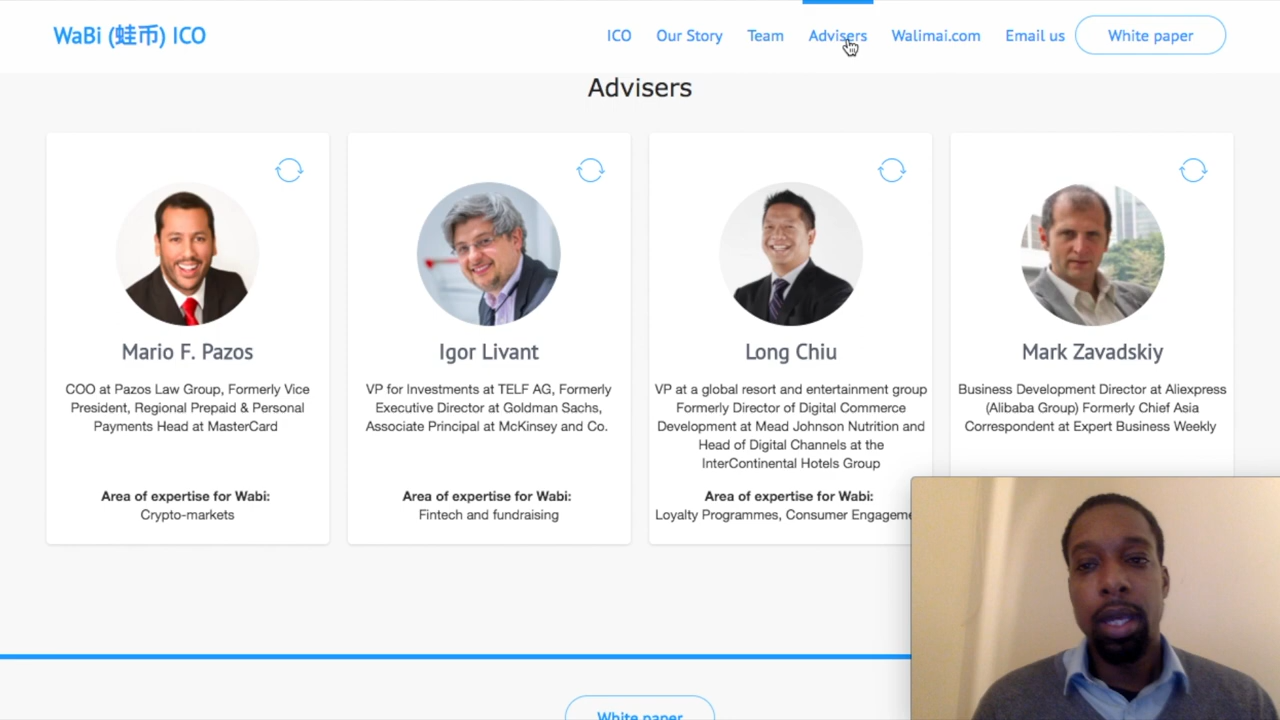 WaBi (蛙币) ICO
ICO
Our Story
Team
Advisers
Walimai.com
Email us
White paper
Advisers
Mario F. Pazos
COO at Pazos Law Group, Formerly Vice
President, Regional Prepaid & Personal
Payments Head at MasterCard
Area of expertise for Wabi:
Crypto-markets
Igor Livant
VP for Investments at TELF AG, Formerly
Executive Director at Goldman Sachs,
Associate Principal at McKinsey and Co.
Area of expertise for Wabi:
Fintech and fundraising
Long Chiu
VP at a global resort and entertainment group
Formerly Director of Digital Commerce
Development at Mead Johnson Nutrition and
Head of Digital Channels at the
InterContinental Hotels Group
Area of expertise for Wabi:
Loyalty Programmes, Consumer
Mark Zavadskiy
Business Development Director at Aliexpress
(Alibaba Group) Formerly Chief Asia
Correspondent at Expert Business Weekly
White paper